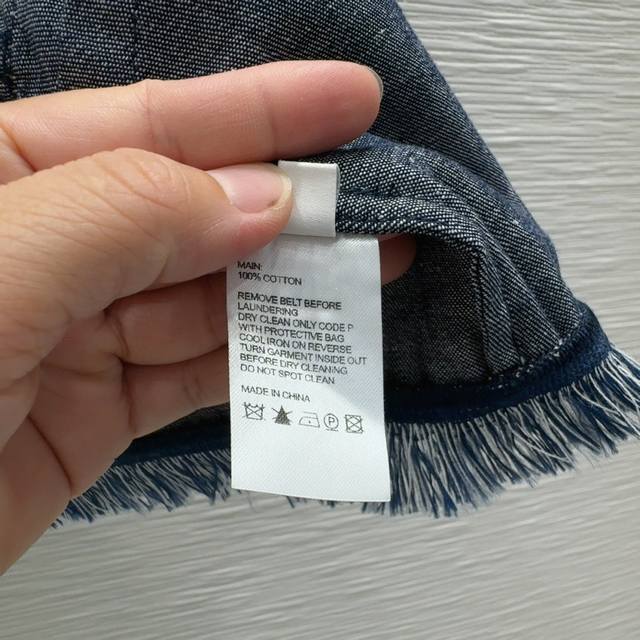 MAIN:
100% COTTON
REMOVE BELT BEFORE
LAUNDERING
DRY CLEAN ONLY CODE P
WITH PROTECTIVE BAG
COOL IRON ON REVERSE
TURN GARMENT INSIDE OUT
BEFORE DRY CLEANING
DO NOT SPOT CLEAN
MADE IN CHINA
P